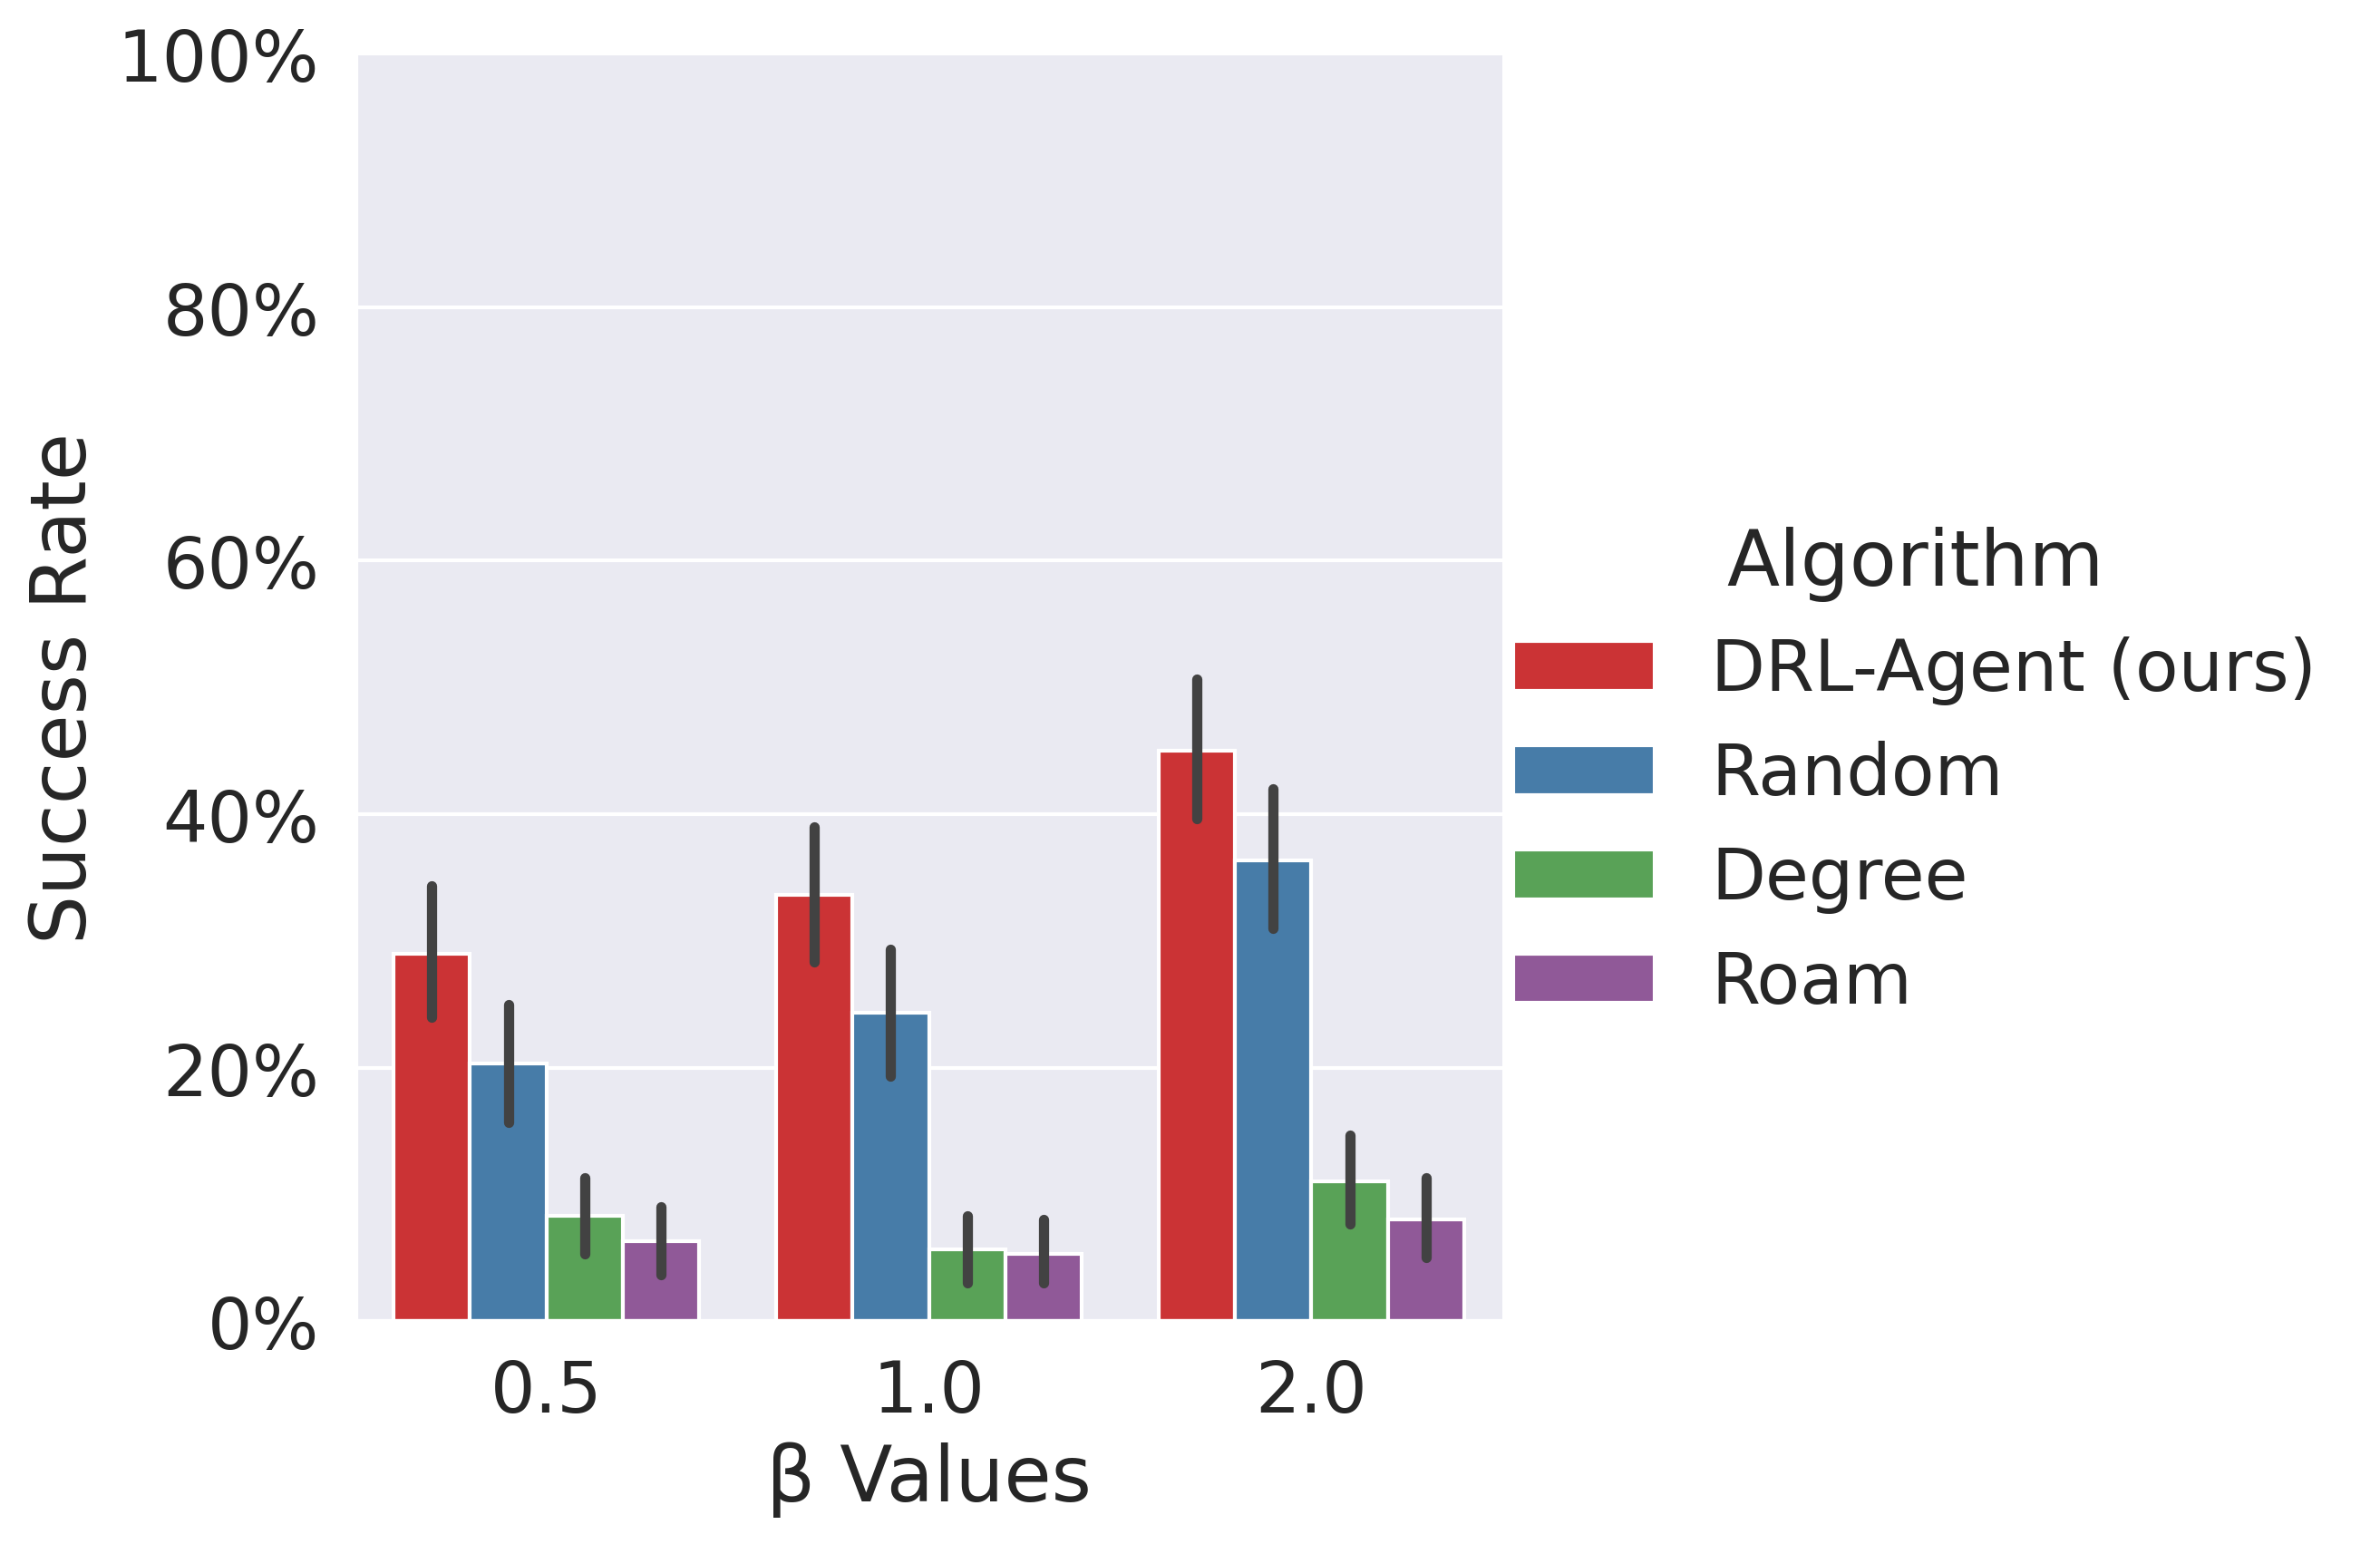 100%
80%
60%
40%
20%
0%
Success Rate
0.5
1.0
2.0
β Values
Algorithm
DRL-Agent (ours)
Random
Degree
Roam